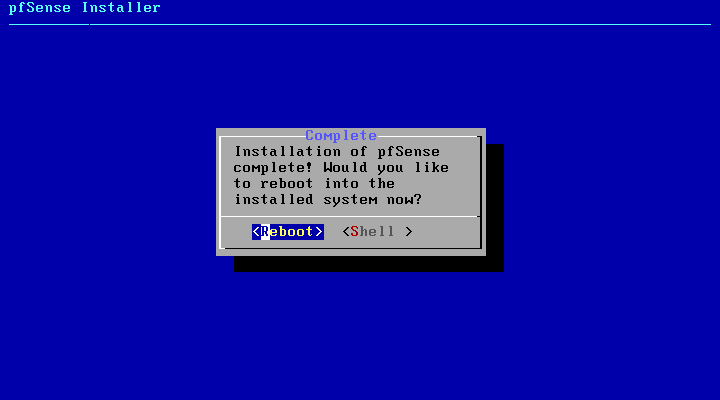 pfSense Installer
Complete
Installation of pfSense
complete! Would you like
to reboot into the
installed system now?
<Reboot> <Shell >